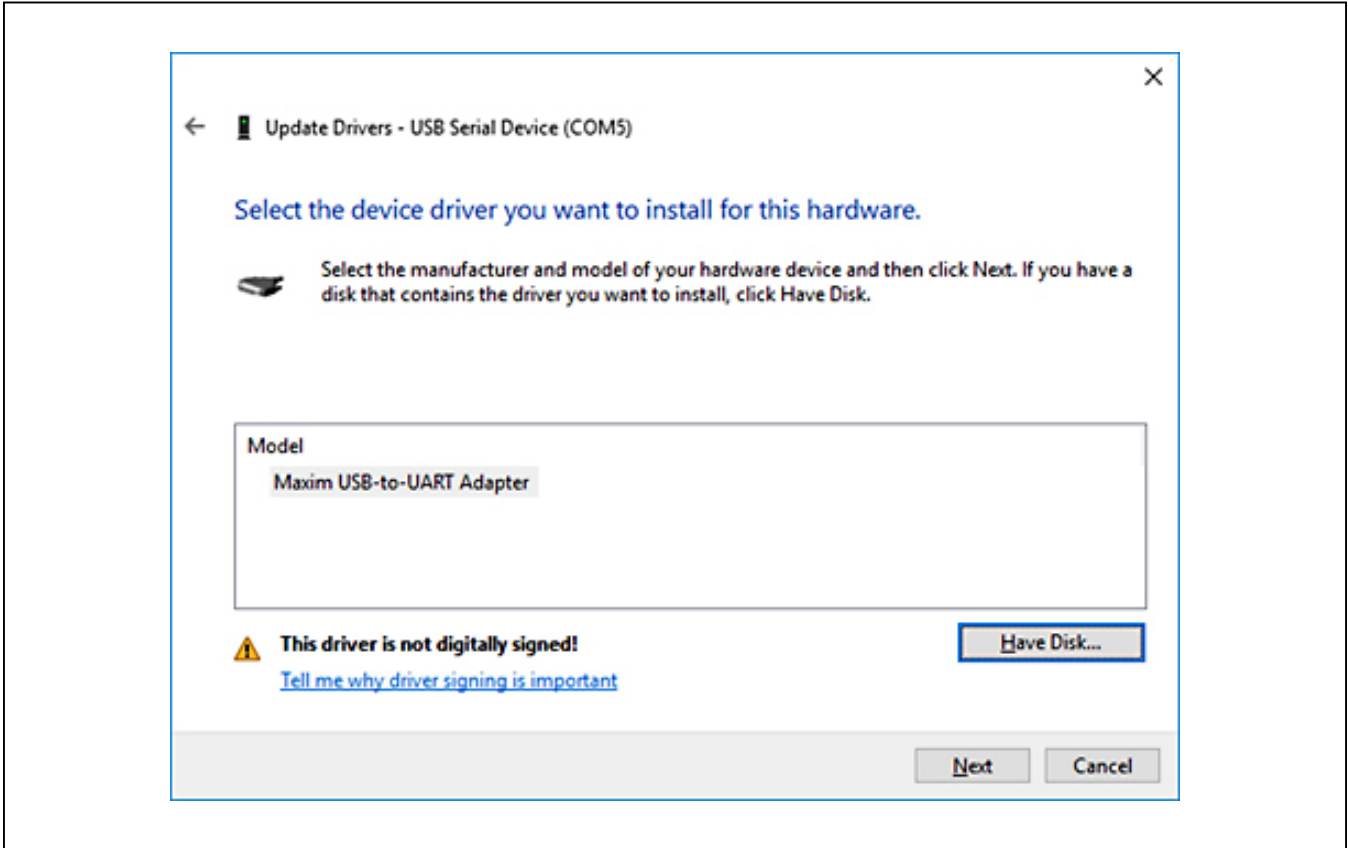 Update Drivers - USB Serial Device (COM5)
Select the device driver you want to install for this hardware.
Select the manufacturer and model of your hardware device and then click Next. If you have a
disk that contains the driver you want to install, click Have Disk.
Model
Maxim USB-to-UART Adapter
This driver is not digitally signed!
Have Disk...
Tell me why driver signing is important
Next
Cancel